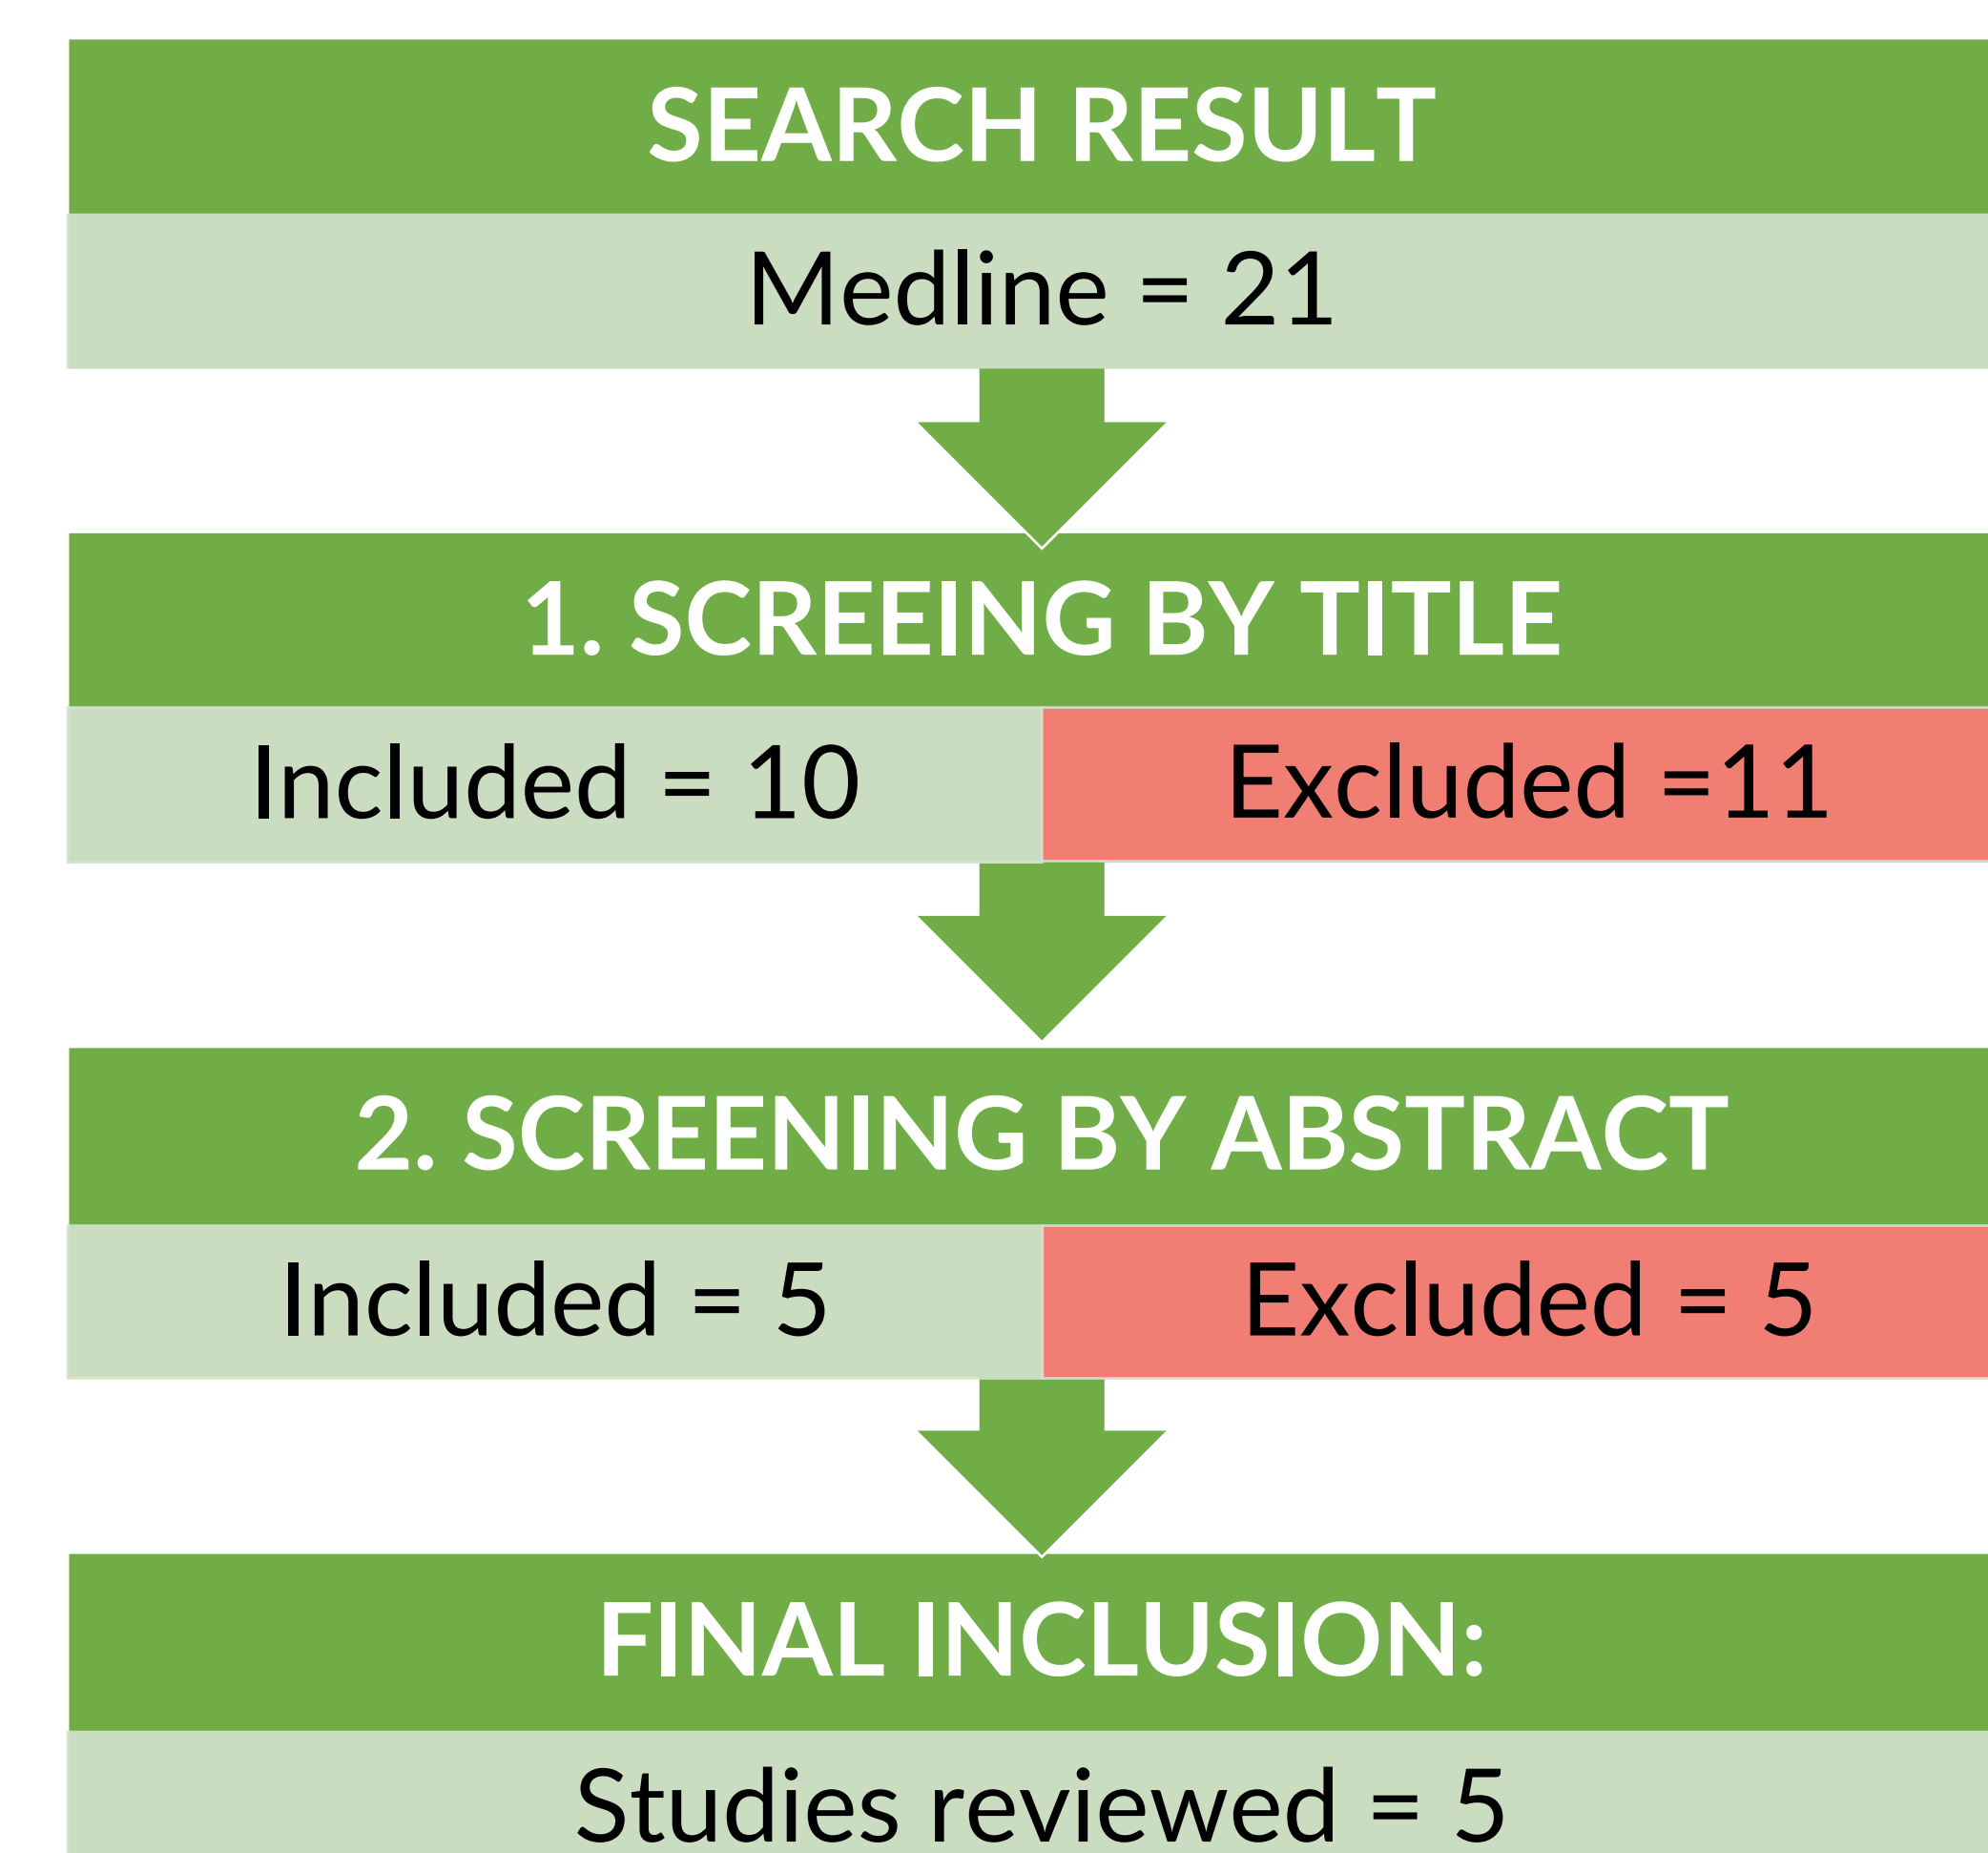 SEARCH RESULT
Medline = 21
1. SCREEING BY TITLE
Included = 10
Excluded =11
2. SCREENING BY ABSTRACT
Included = 5
Excluded = 5
FINAL INCLUSION:
Studies reviewed = 5